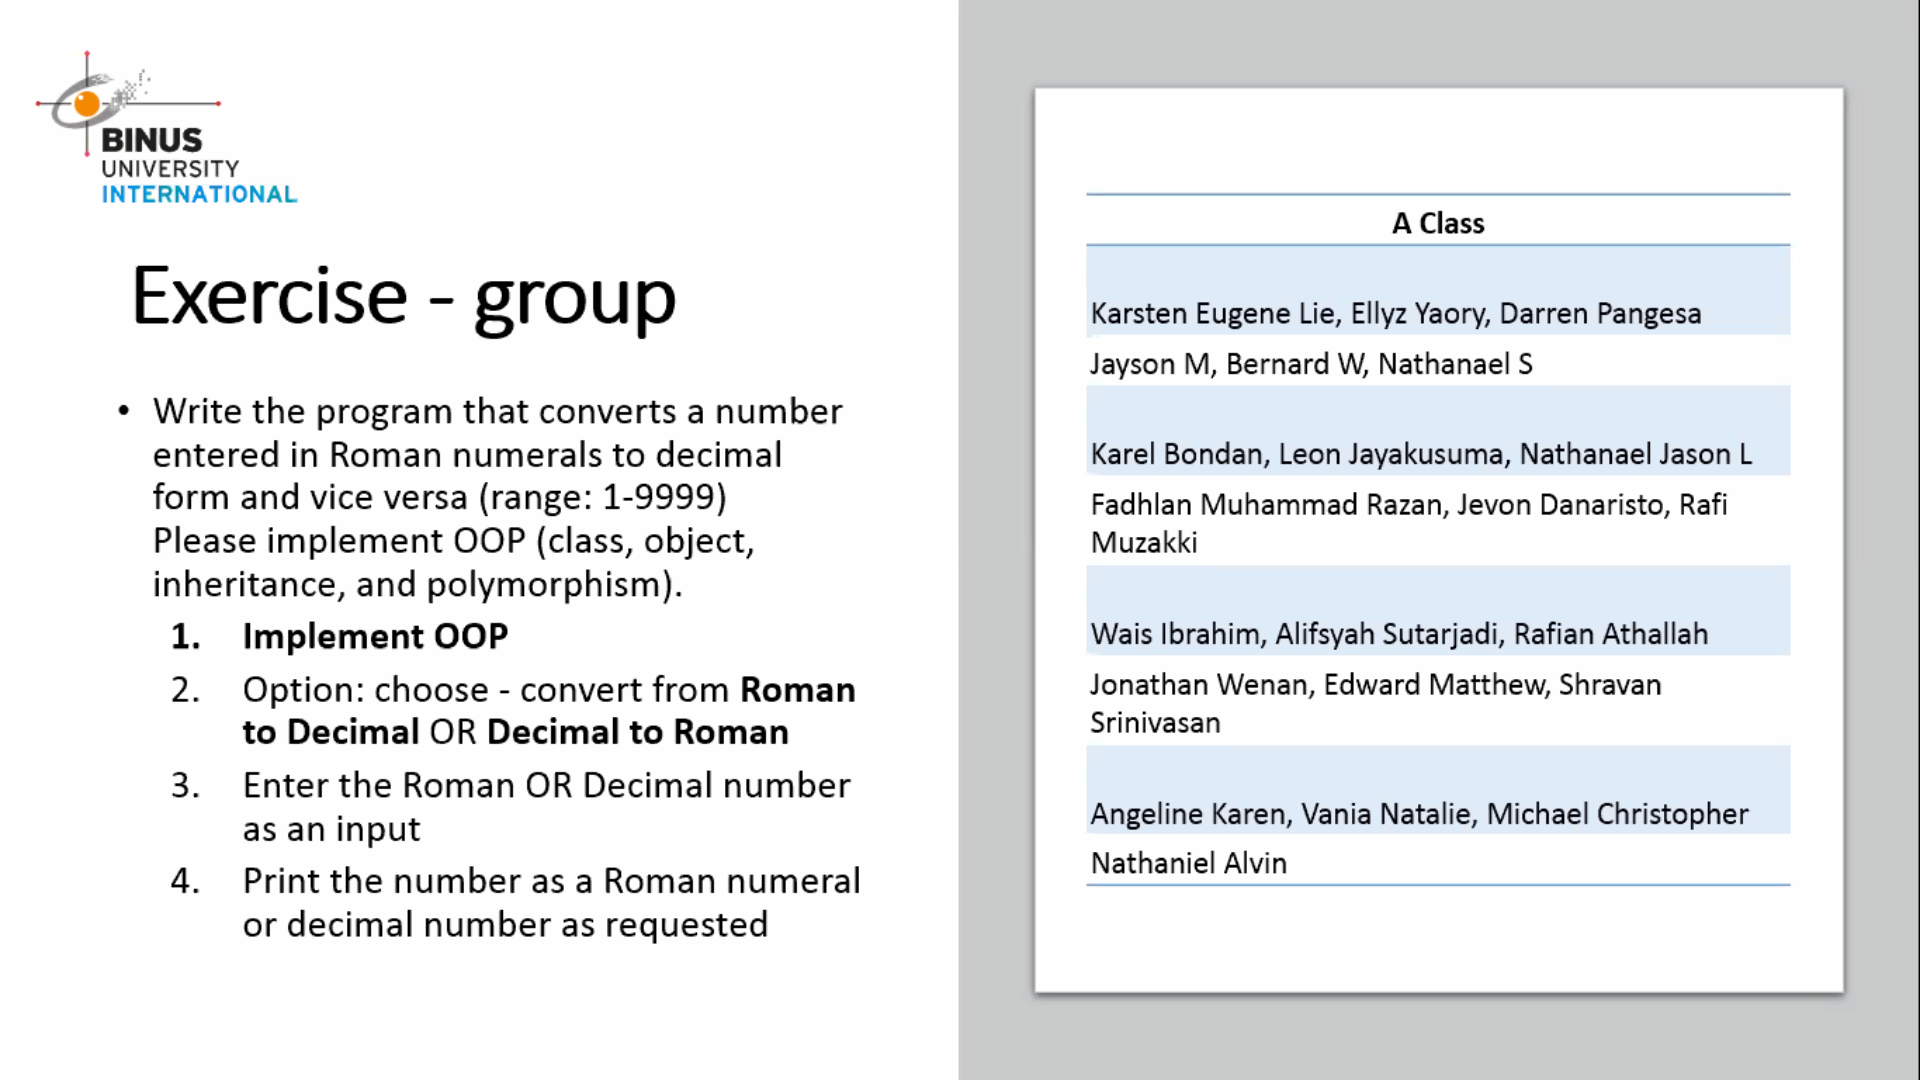 BINUS
UNIVERSITY
INTERNATIONAL
Exercise - group
• Write the program that converts a number
entered in Roman numerals to decimal
form and vice versa (range: 1-9999)
Please implement OOP (class, object,
inheritance, and polymorphism).
1. Implement OOP
2. Option: choose - convert from Roman
to Decimal OR Decimal to Roman
3. Enter the Roman OR Decimal number
as an input
4. Print the number as a Roman numeral
or decimal number as requested
A Class
Karsten Eugene Lie, Ellyz Yaory, Darren Pangesa
Jayson M, Bernard W, Nathanael S
Karel Bondan, Leon Jayakusuma, Nathanael Jason L
Fadhlan Muhammad Razan, Jevon Danaristo, Rafi
Muzakki
Wais Ibrahim, Alifsyah Sutarjadi, Rafian Athallah
Jonathan Wenan, Edward Matthew, Shravan
Srinivasan
Angeline Karen, Vania Natalie, Michael Christopher
Nathaniel Alvin